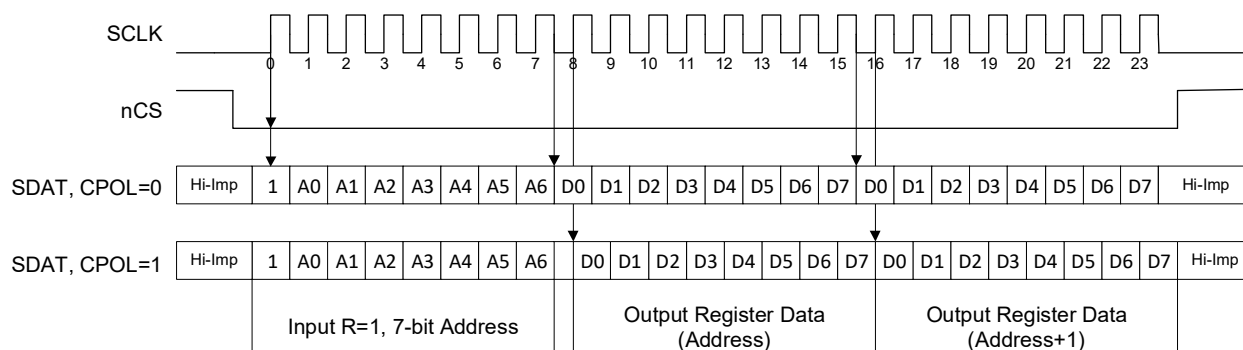 SCLK
0 1 2 3 4 5 6 7 8 9 10 11 12 13 14 15 16 17 18 19 20 21 22 23
nCS
SDAT, CPOL=0 Hi-Imp 1 A0 A1 A2 A3 A4 A5 A6 D0 D1 D2 D3 D4 D5 D6 D7 D0 D1 D2 D3 D4 D5 D6 D7 Hi-Imp
SDAT, CPOL=1 Hi-Imp 1 A0 A1 A2 A3 A4 A5 A6 D0 D1 D2 D3 D4 D5 D6 D7 D0 D1 D2 D3 D4 D5 D6 D7 Hi-Imp
Input R=1, 7-bit Address
Output Register Data
(Address)
Output Register Data
(Address+1)